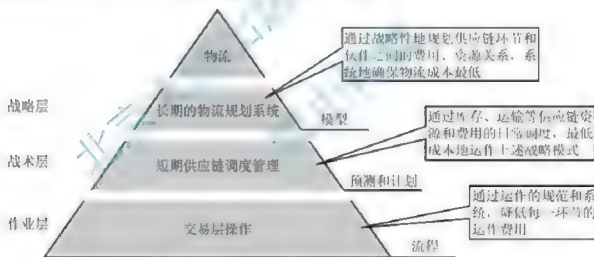 物流
通过战略性地规划供应链环节和
伙伴之间的费用、资源关系,系
统地确保物流成本最低
战略层
长期的物流规划系统
模型
通过库存、运输等供应链资
源和费用的日常调度,最低
成本地运作上述战略模式
战术层
短期供应链调度管理
预测和计划
通过运作的规范和系
统,降低每一环节的
运作费用
作业层
交易层操作
流程